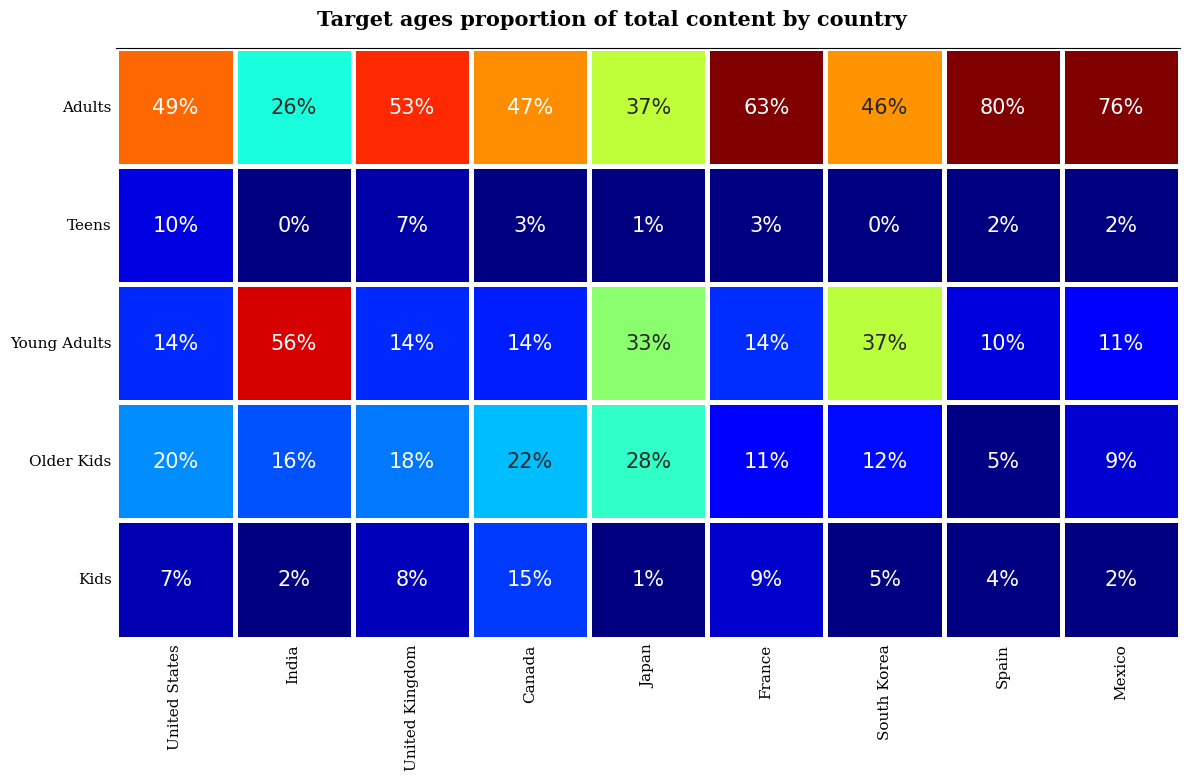 Target ages proportion of total content by country
Adults 49% 26% 53% 47% 37% 63% 46% 80% 76%
Teens 10% 0% 7% 3% 1% 3% 0% 2% 2%
Young Adults 14% 56% 14% 14% 33% 14% 37% 10% 11%
Older Kids 20% 16% 18% 22% 28% 11% 12% 5% 9%
Kids 7% 2% 8% 15% 1% 9% 5% 4% 2%
United States India United Kingdom Canada Japan France South Korea Spain Mexico